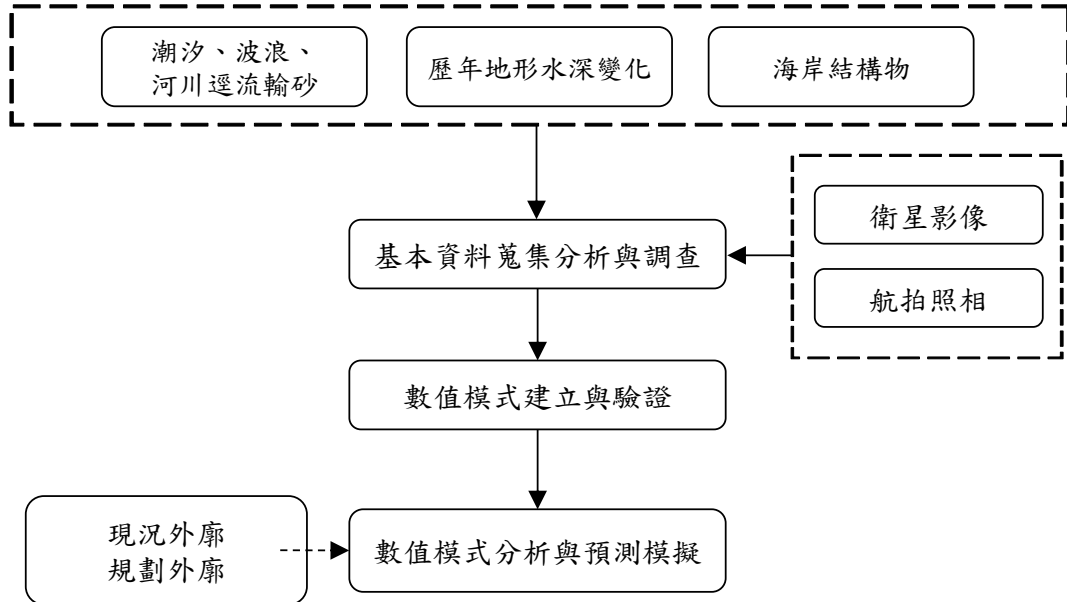 潮汐、波浪、
河川逕流輸砂
歷年地形水深變化
海岸結構物
衛星影像
基本資料蒐集分析與調查
航拍照相
數值模式建立與驗證
現況外廓
規劃外廓
數值模式分析與預測模擬